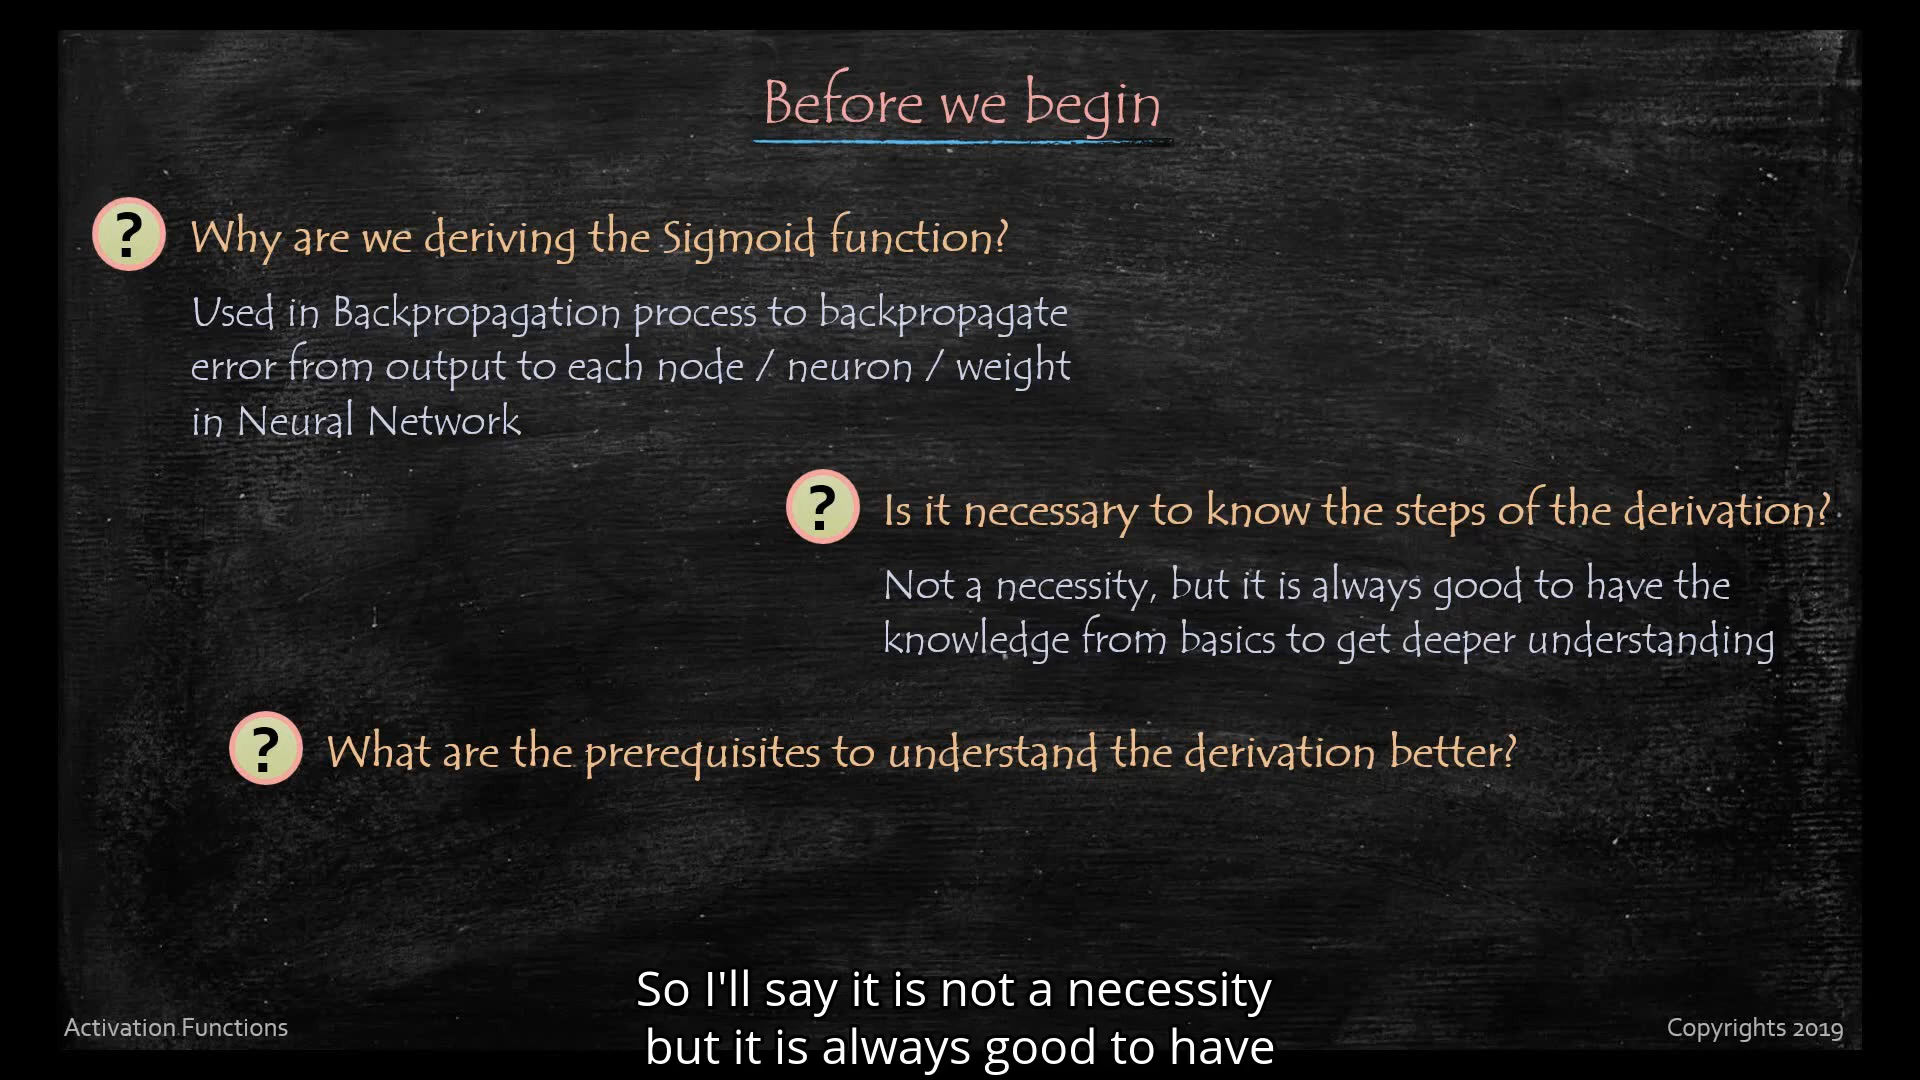 Before we begin
? Why are we deriving the Sigmoid function?
Used in Backpropagation process to backpropagate
error from output to each node / neuron / weight
in Neural Network
? Is it necessary to know the steps of the derivation?
Not a necessity, but it is always good to have the
knowledge from basics to get deeper understanding
? What are the prerequisites to understand the derivation better?
So I'll say it is not a necessity
but it is always good to have
Activation Functions
Copyrights 2019